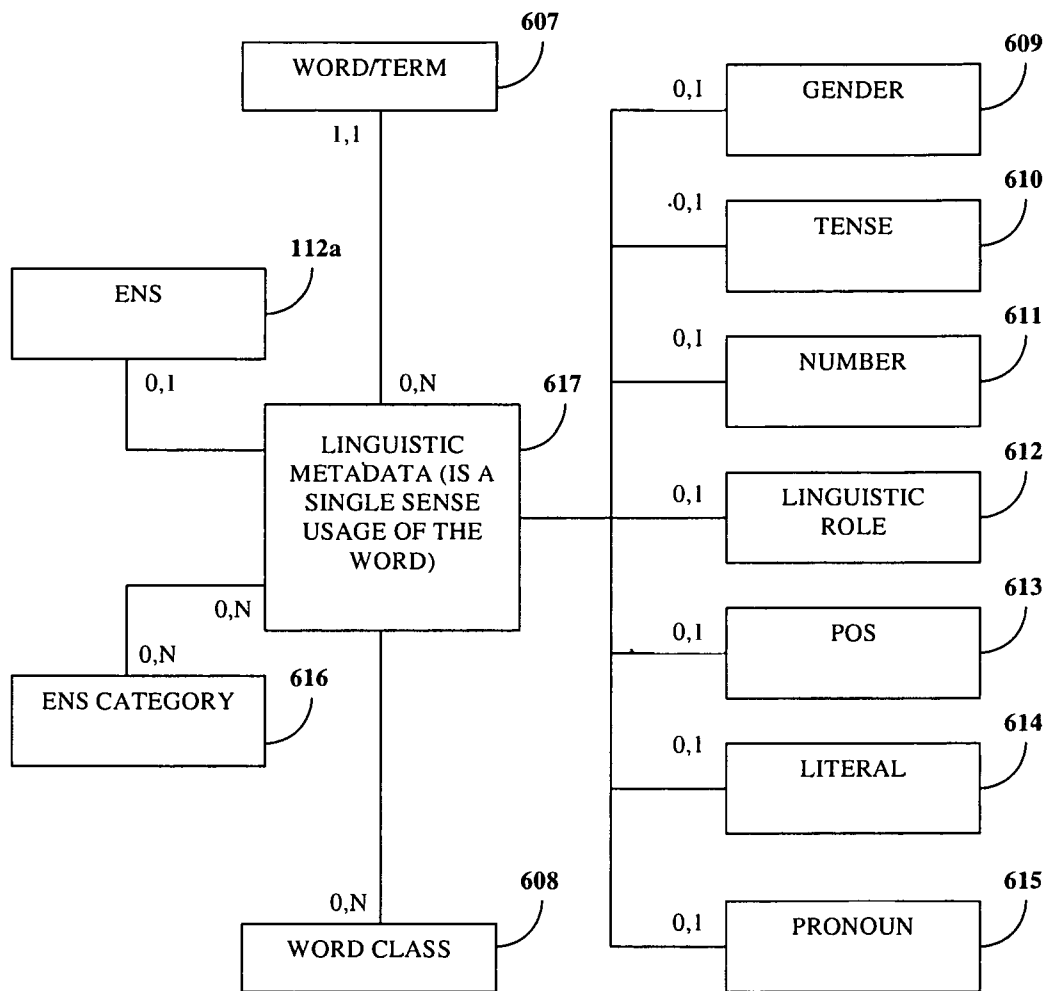 607
WORD/TERM
1,1
609
0,1
GENDER
610
.0,1
TENSE
112a
ENS
0,1
611
0,1
NUMBER
0,N
617
LINGUISTIC
METADATA (IS A
SINGLE SENSE
USAGE OF THE
WORD)
612
0,1
LINGUISTIC
ROLE
0,N
0,N
616
ENS CATEGORY
613
0,1
POS
614
0,1
LITERAL
0,N
608
WORD CLASS
615
0,1
PRONOUN